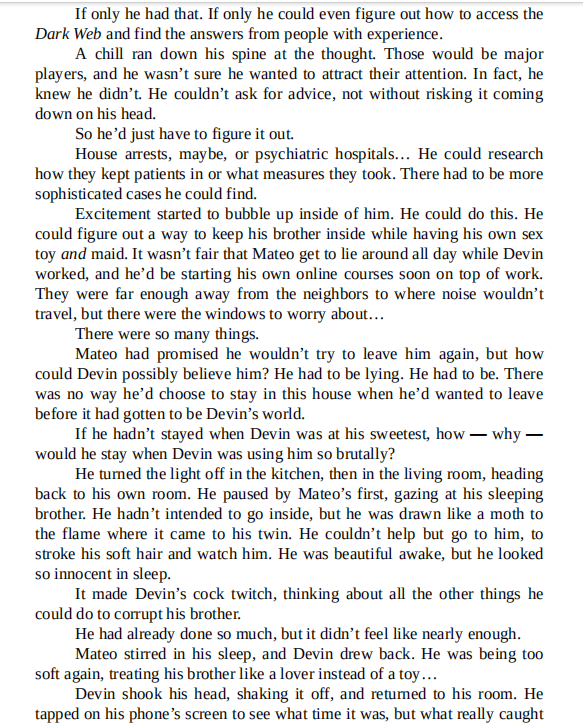 If only he had that. If only he could even figure out how to access the
Dark Web and find the answers from people with experience.
A chill ran down his spine at the thought. Those would be major
players, and he wasn’t sure he wanted to attract their attention. In fact, he
knew he didn’t. He couldn’t ask for advice, not without risking it coming
down on his head.
So he’d just have to figure it out.
House arrests, maybe, or psychiatric hospitals… He could research
how they kept patients in or what measures they took. There had to be more
sophisticated cases he could find.
Excitement started to bubble up inside of him. He could do this. He
could figure out a way to keep his brother inside while having his own sex
toy and maid. It wasn’t fair that Mateo get to lie around all day while Devin
worked, and he’d be starting his own online courses soon on top of work.
They were far enough away from the neighbors to where noise wouldn’t
travel, but there were the windows to worry about…
There were so many things.
Mateo had promised he wouldn’t try to leave him again, but how
could Devin possibly believe him? He had to be lying. He had to be. There
was no way he’d choose to stay in this house when he’d wanted to leave
before it had gotten to be Devin’s world.
If he hadn’t stayed when Devin was at his sweetest, how — why —
would he stay when Devin was using him so brutally?
He turned the light off in the kitchen, then in the living room, heading
back to his own room. He paused by Mateo’s first, gazing at his sleeping
brother. He hadn’t intended to go inside, but he was drawn like a moth to
the flame where it came to his twin. He couldn’t help but go to him, to
stroke his soft hair and watch him. He was beautiful awake, but he looked
so innocent in sleep.
It made Devin’s cock twitch, thinking about all the other things he
could do to corrupt his brother.
He had already done so much, but it didn’t feel like nearly enough.
Mateo stirred in his sleep, and Devin drew back. He was being too
soft again, treating his brother like a lover instead of a toy…
Devin shook his head, shaking it off, and returned to his room. He
tapped on his phone’s screen to see what time it was, but what really caught